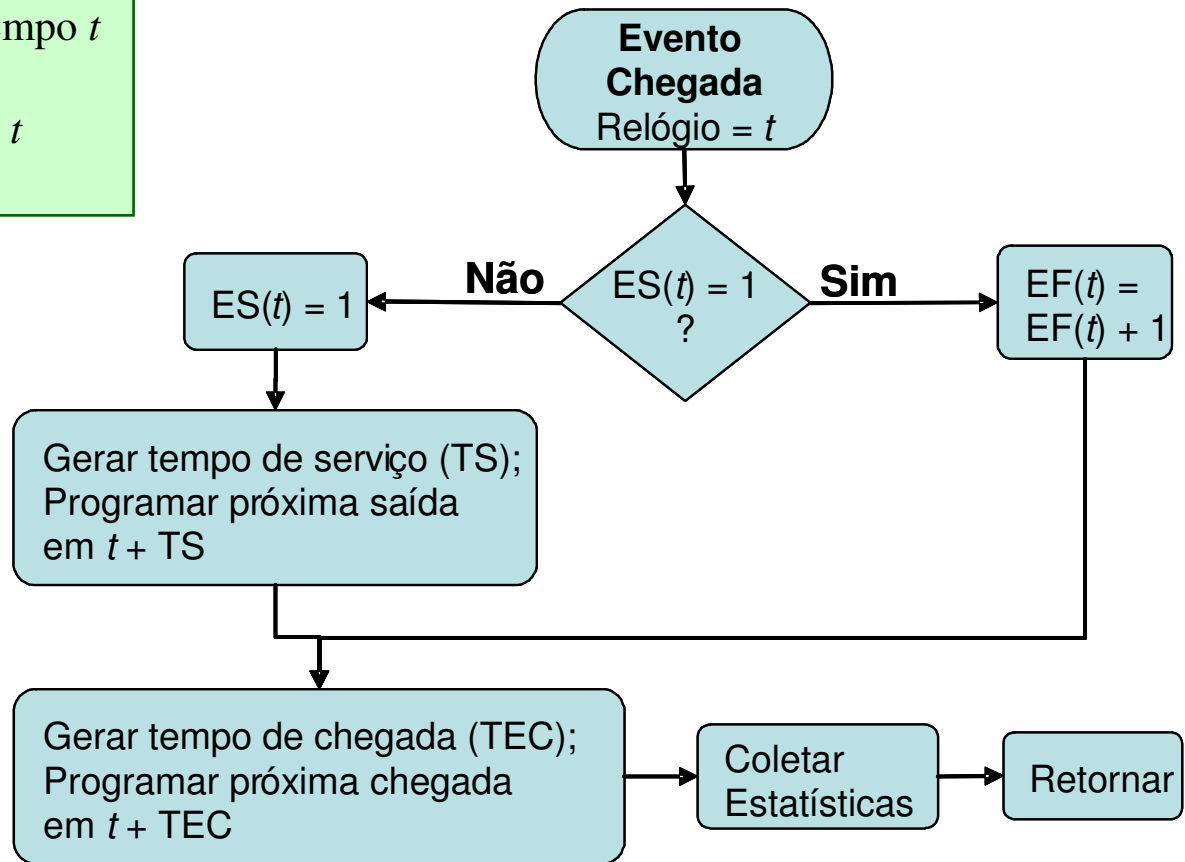 tempo t
t
Evento
Chegada
Relógio = t
ES(t) = 1
?
Não
Sim
ES(t) = 1
EF(t) =
EF(t) + 1
Gerar tempo de serviço (TS);
Programar próxima saída
em t + TS
Gerar tempo de chegada (TEC);
Programar próxima chegada
em t + TEC
Coletar
Estatísticas
Retornar